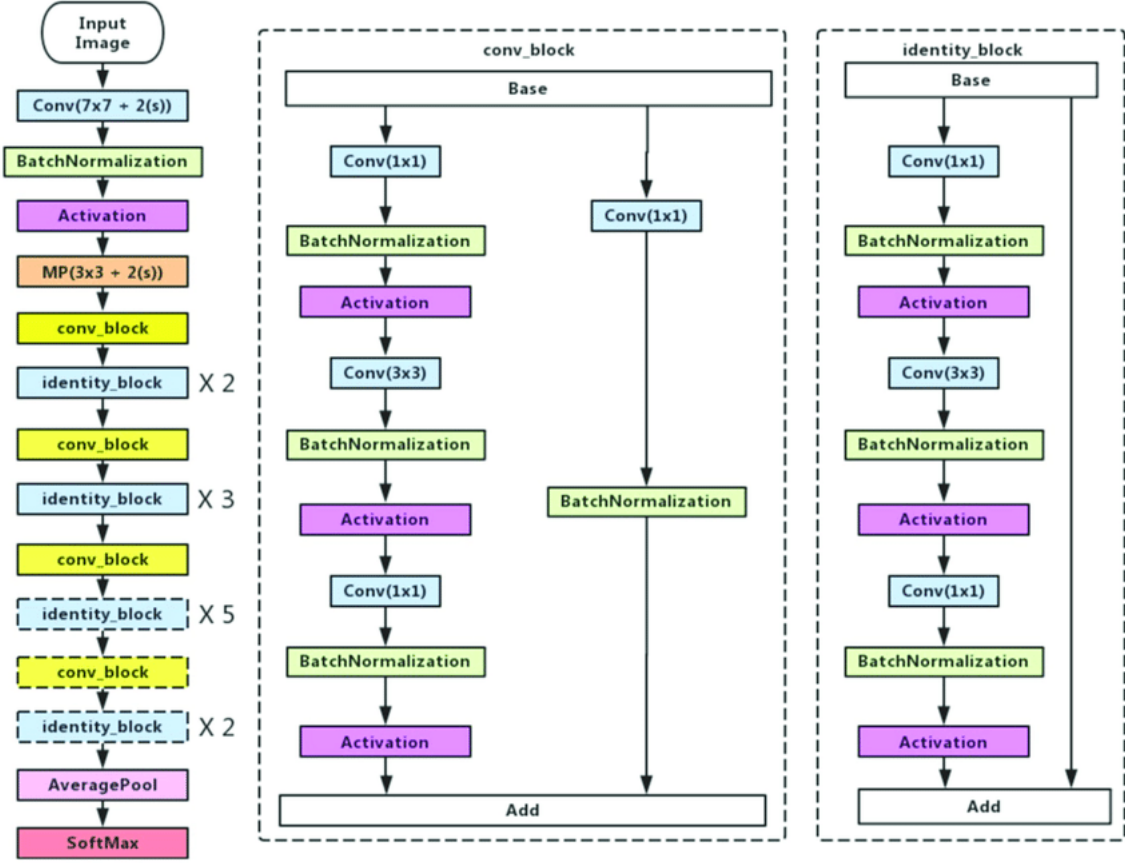 Input
Image
Conv(7x7 + 2(s))
BatchNormalization
Activation
MP(3x3 + 2(s))
conv_block
identity_block X 2
conv_block
identity_block X 3
conv_block
identity_block X 5
conv_block
identity_block X 2
AveragePool
SoftMax
conv_block
Base
Conv(1x1)
BatchNormalization
Activation
Conv(3x3)
BatchNormalization
Activation
Conv(1x1)
BatchNormalization
Activation
Conv(1x1)
BatchNormalization
Add
identity_block
Base
Conv(1x1)
BatchNormalization
Activation
Conv(3x3)
BatchNormalization
Activation
Conv(1x1)
BatchNormalization
Activation
Add